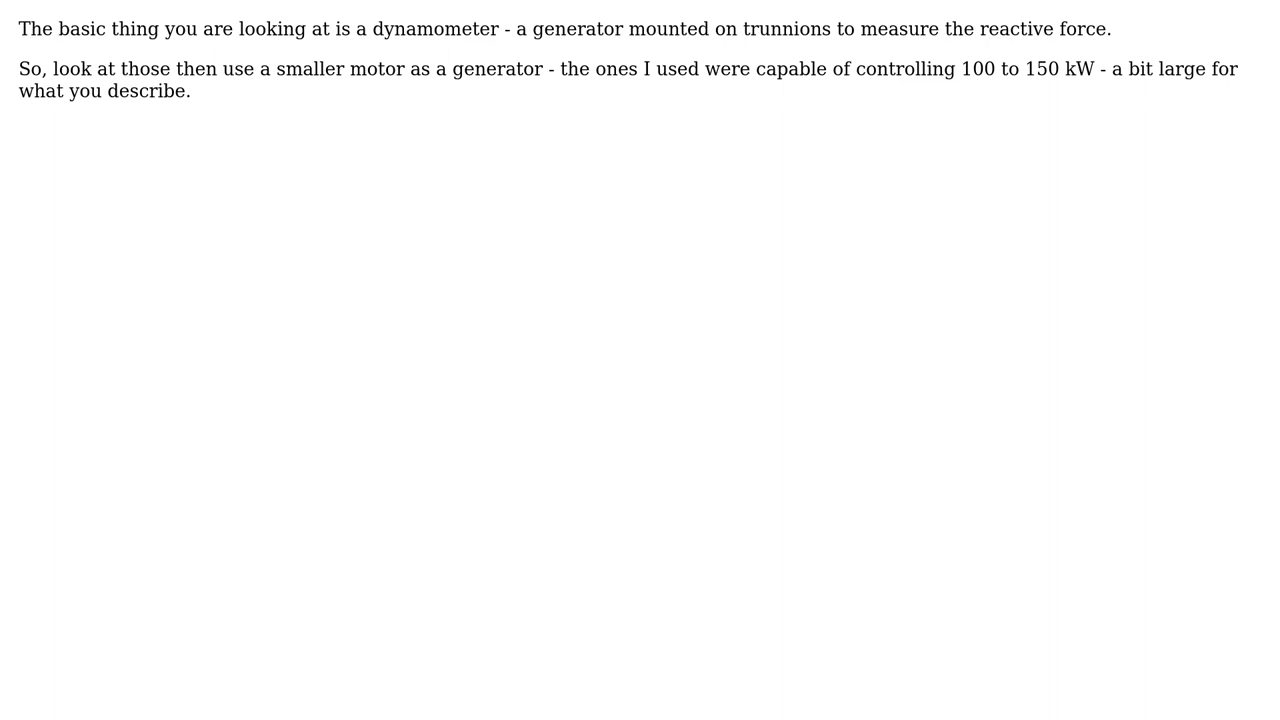 The basic thing you are looking at is a dynamometer - a generator mounted on trunnions to measure the reactive force.
So, look at those then use a smaller motor as a generator - the ones I used were capable of controlling 100 to 150 kW - a bit large for
what you describe.